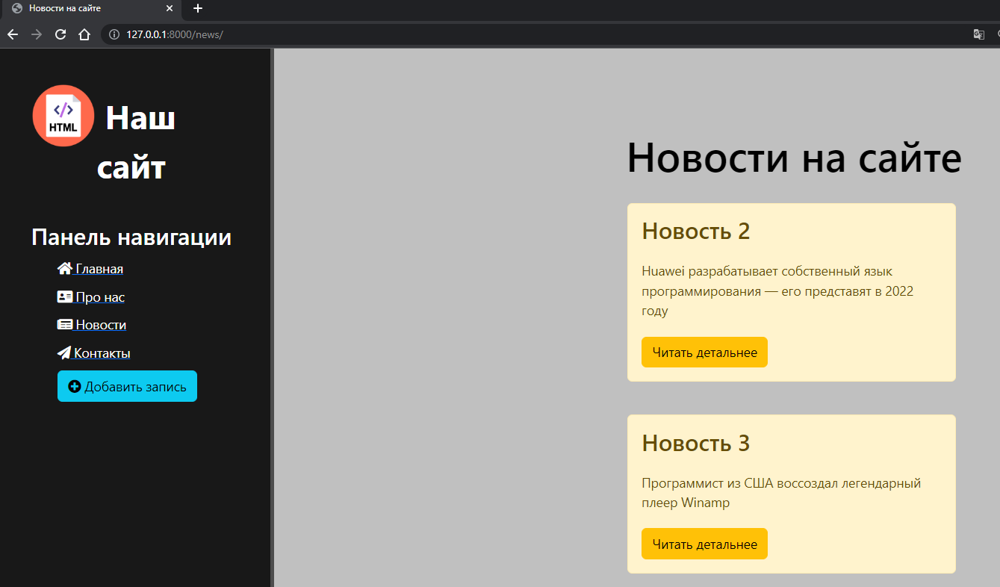 Новости на сайте
127.0.0.1:8000/news/
</>
HTML
Наш
сайт
Панель навигации
Главная
Про нас
Новости
Контакты
Добавить запись
Новости на сайте
Новость 2
Huawei разрабатывает собственный язык
программирования — его представят в 2022
году
Читать детальнее
Новость 3
Программист из США воссоздал легендарный
плеер Winamp
Читать детальнее